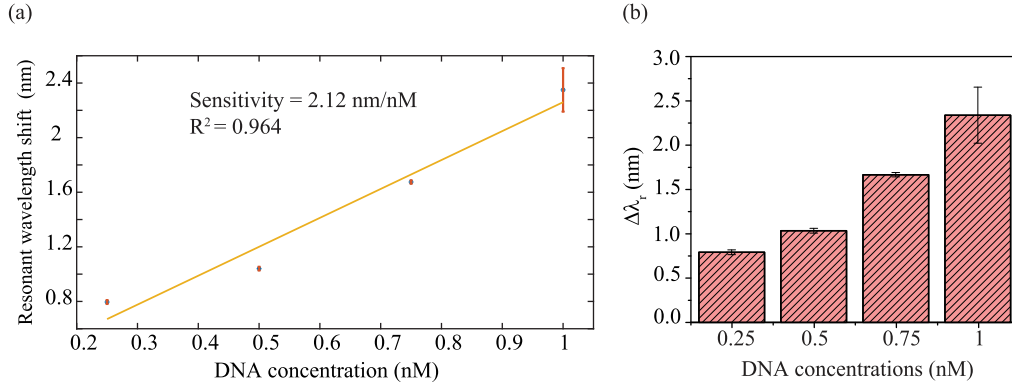 (a)
Resonant wavelength shift (nm)
2.4
2
1.6
1.2
0.8
Sensitivity = 2.12 nm/nM
R² = 0.964
0.2 0.3 0.4 0.5 0.6 0.7 0.8 0.9 1
DNA concentration (nM)
(b)
Δλr (nm)
3.0
2.5
2.0
1.5
1.0
0.5
0.0
0.25 0.5 0.75 1
DNA concentrations (nM)